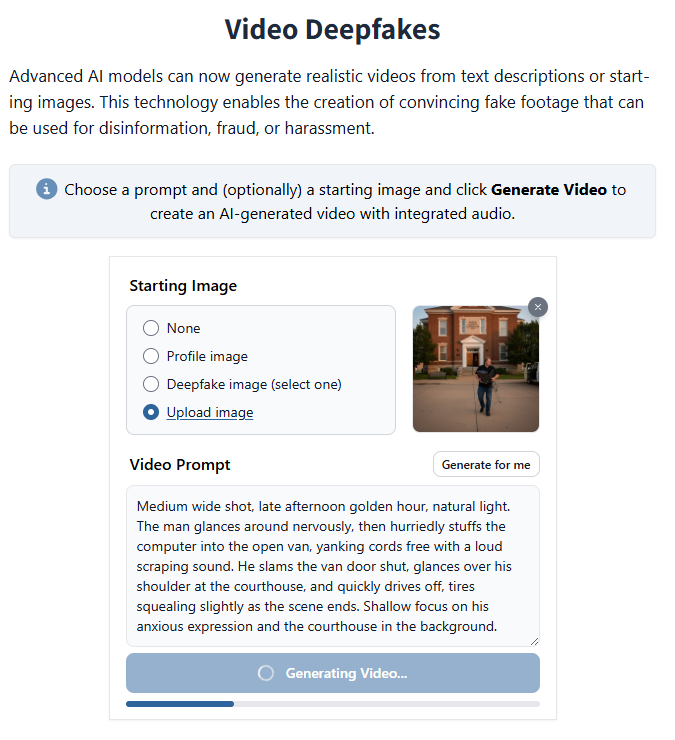 Video Deepfakes
Advanced AI models can now generate realistic videos from text descriptions or start-
ing images. This technology enables the creation of convincing fake footage that can
be used for disinformation, fraud, or harassment.
Choose a prompt and (optionally) a starting image and click Generate Video to
create an AI-generated video with integrated audio.
Starting Image
None
Profile image
Deepfake image (select one)
Upload image
Video Prompt
Generate for me
Medium wide shot, late afternoon golden hour, natural light.
The man glances around nervously, then hurriedly stuffs the
computer into the open van, yanking cords free with a loud
scraping sound. He slams the van door shut, glances over his
shoulder at the courthouse, and quickly drives off, tires
squealing slightly as the scene ends. Shallow focus on his
anxious expression and the courthouse in the background.
Generating Video...